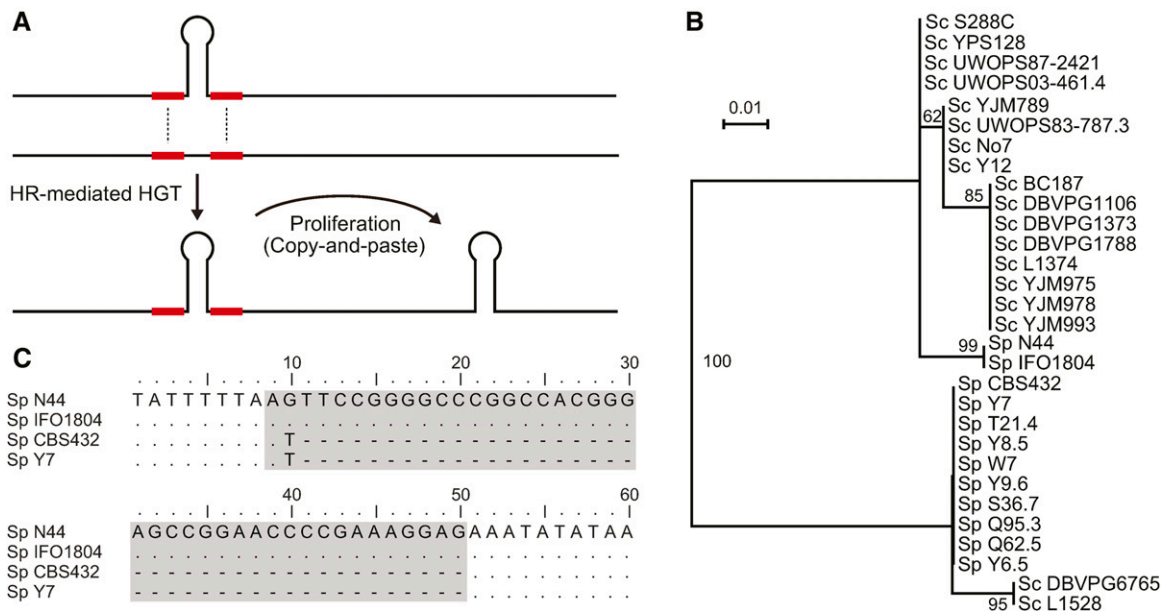 A
HR-mediated HGT
Proliferation
(Copy-and-paste)
B
0.01
Sc S288C
Sc YPS128
Sc UWOPS87-2421
Sc UWOPS03-461.4
62
Sc YJM789
Sc UWOPS83-787.3
Sc No7
Sc Y12
85
Sc BC187
Sc DBVPG1106
Sc DBVPG1373
Sc DBVPG1788
Sc L1374
Sc YJM975
Sc YJM978
Sc YJM993
99
Sp N44
Sp IFO1804
100
Sp CBS432
Sp Y7
Sp T21.4
Sp Y8.5
Sp W7
Sp Y9.6
Sp S36.7
Sp Q95.3
Sp Q62.5
Sp Y6.5
95
Sc DBVPG6765
Sc L1528
C
10 20 30
Sp N44 T A T T T T T A A G T T C C G G G G C C C G G C C A C G G G
Sp IFO1804 . . . . . . . . . . . . . . . . . . . . . . . . . . . . . .
Sp CBS432 . . . . . . . . . T - - - - - - - - - - - - - - - - - - - -
Sp Y7 . . . . . . . . . T - - - - - - - - - - - - - - - - - - - -
40 50 60
Sp N44 A G C C G G A A C C C C G A A A G G A G A A A T A T A T A A
Sp IFO1804 . . . . . . . . . . . . . . . . . . . . . . . . . . . . . .
Sp CBS432 - - - - - - - - - - - - - - - - - - - - . . . . . . . . . .
Sp Y7 - - - - - - - - - - - - - - - - - - - - . . . . . . . . . .